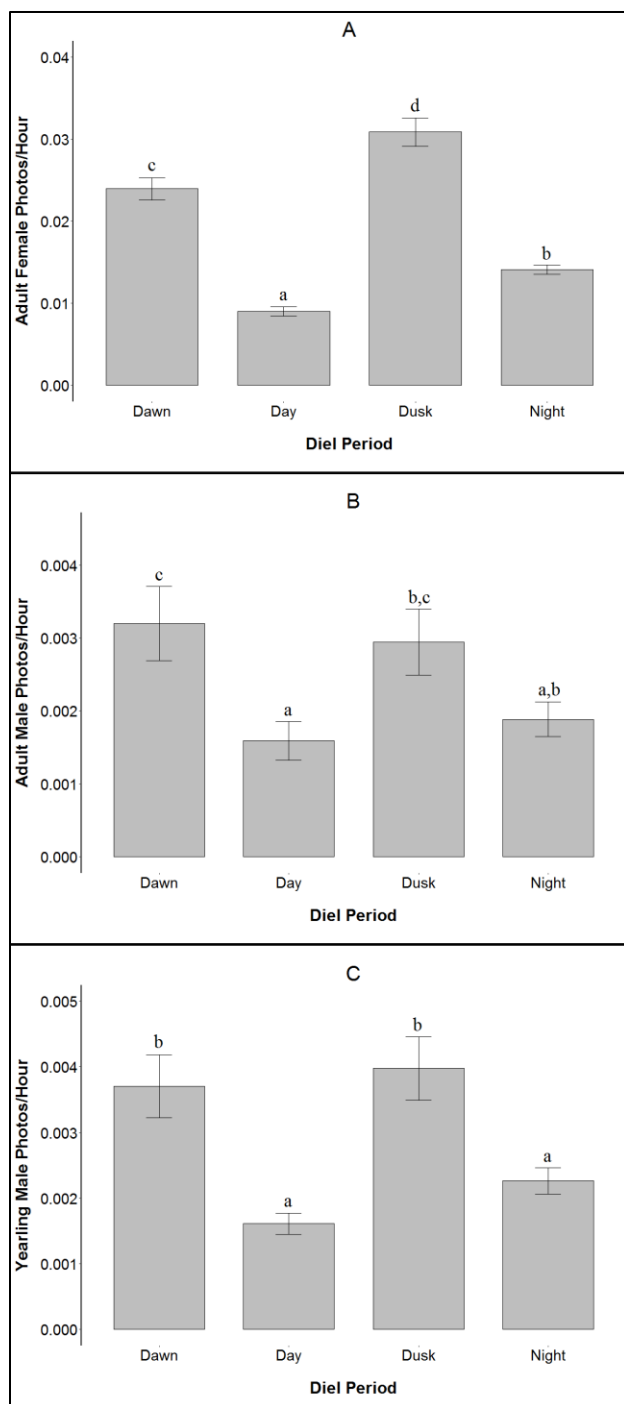 A
Adult Female Photos/Hour
0.04
0.03
0.02
0.01
0.00
c
a
d
b
Dawn Day Dusk Night
Diel Period
B
Adult Male Photos/Hour
0.004
0.003
0.002
0.001
0.000
c
a
b,c
a,b
Dawn Day Dusk Night
Diel Period
C
Yearling Male Photos/Hour
0.005
0.004
0.003
0.002
0.001
0.000
b
a
b
a
Dawn Day Dusk Night
Diel Period